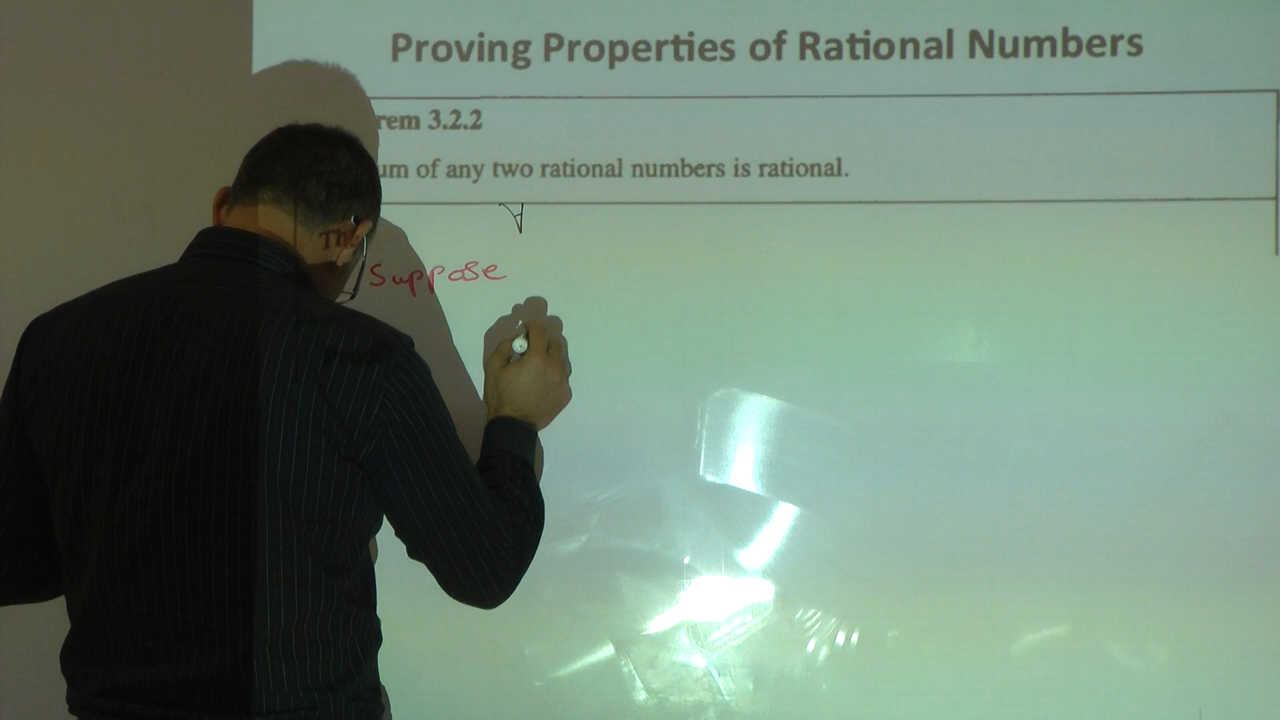 Proving Properties of Rational Numbers
rem 3.2.2
um of any two rational numbers is rational.
∀
Suppose